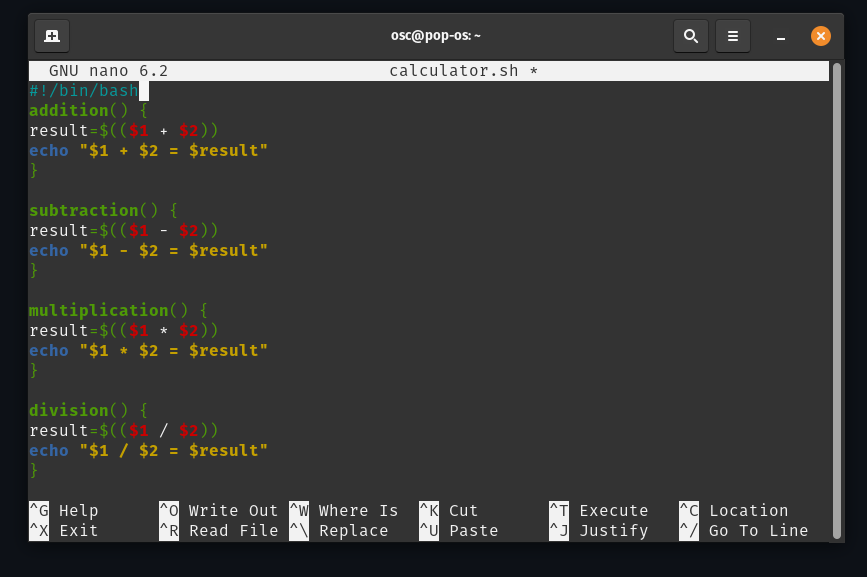 osc@pop-os: ~
GNU nano 6.2 calculator.sh *
#!/bin/bash
addition() {
result=$(($1 + $2))
echo "$1 + $2 = $result"
}
subtraction() {
result=$(($1 - $2))
echo "$1 - $2 = $result"
}
multiplication() {
result=$(($1 * $2))
echo "$1 * $2 = $result"
}
division() {
result=$(($1 / $2))
echo "$1 / $2 = $result"
}
^G Help ^O Write Out ^W Where Is ^K Cut ^T Execute ^C Location
^X Exit ^R Read File ^\ Replace ^U Paste ^J Justify ^/ Go To Line